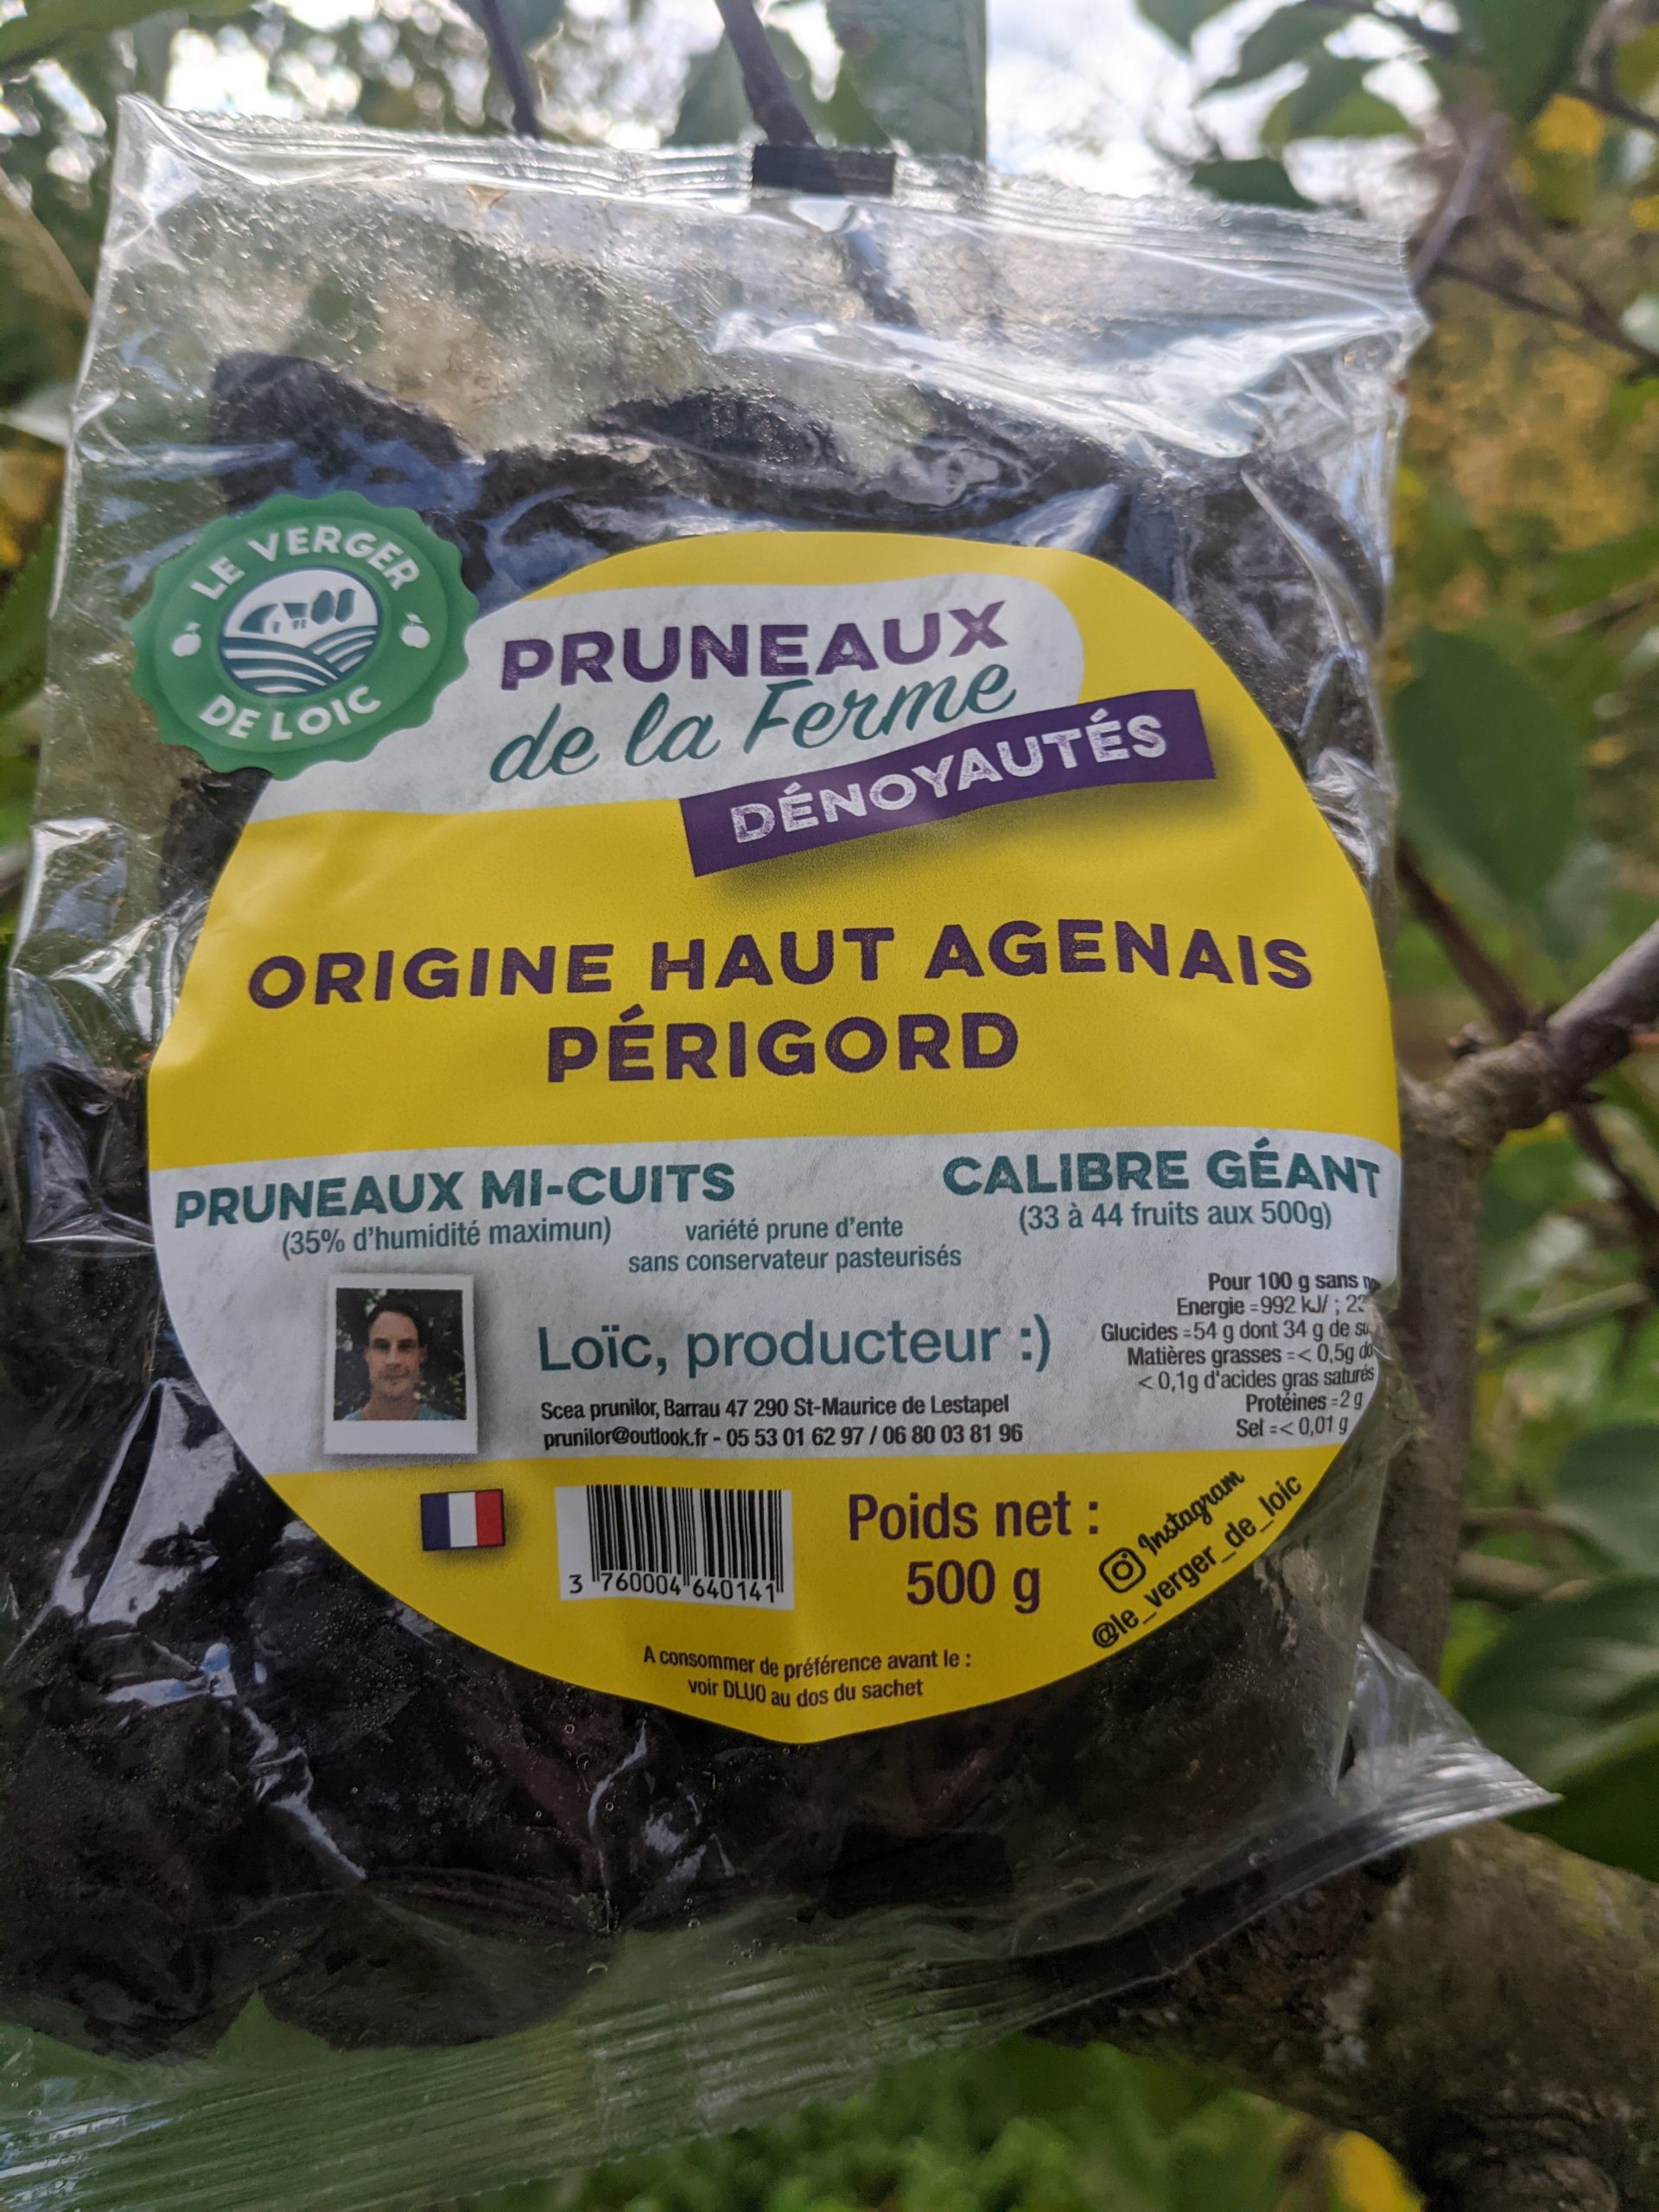 LE VERGER
DE LOIC
PRUNEAUX
de la Ferme
DÉNOYAUTÉS
ORIGINE HAUT AGENAIS
PÉRIGORD
PRUNEAUX MI-CUITS
(35% d'humidité maximun)
variété prune d'ente
sans conservateur pasteurisés
CALIBRE GÉANT
(33 à 44 fruits aux 500g)
Pour 100 g sans
Energie =992 kJ/ ;
Glucides =54 g dont 34 g de
Matières grasses =< 0,5g
< 0,1g d'acides gras saturés
Protéines =2 g
Sel =< 0,01 g
Loïc, producteur :)
Scea prunilor, Barrau 47 290 St-Maurice de Lestapel
prunilor@outlook.fr - 05 53 01 62 97 / 06 80 03 81 96
3 760004 640141
Poids net :
500 g
Instagram
@le_verger_de_loic
A consommer de préférence avant le :
voir DLUO au dos du sachet